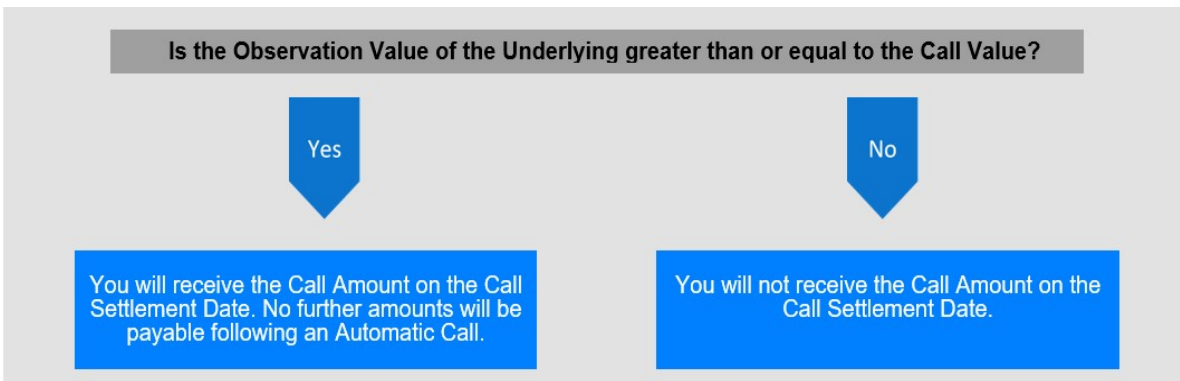 Is the Observation Value of the Underlying greater than or equal to the Call Value?
Yes
No
You will receive the Call Amount on the Call
Settlement Date. No further amounts will be
payable following an Automatic Call.
You will not receive the Call Amount on the
Call Settlement Date.